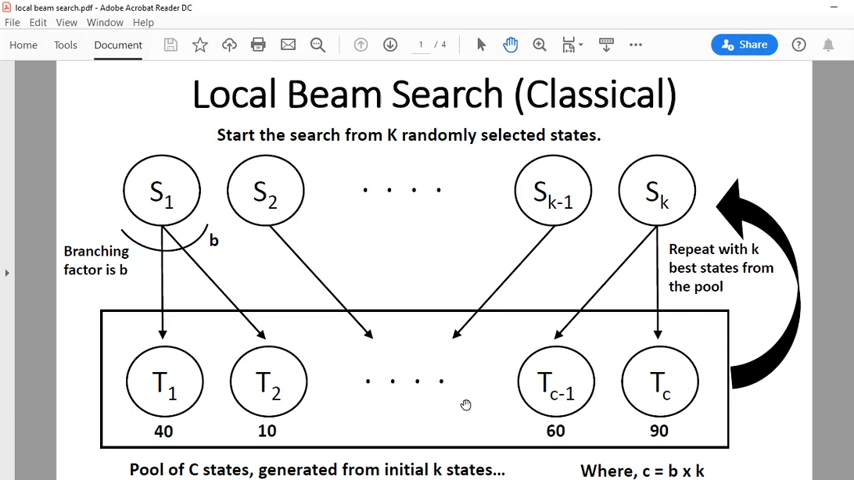 local beam search.pdf - Adobe Acrobat Reader DC
File Edit View Window Help
Home Tools Document 1 / 4 Share
Local Beam Search (Classical)
Start the search from K randomly selected states.
S1 S2 . . . . Sk-1 Sk
b
Branching
factor is b
Repeat with k
best states from
the pool
T1 T2 . . . . Tc-1 Tc
40 10 60 90
Pool of C states, generated from initial k states... Where, c = b x k